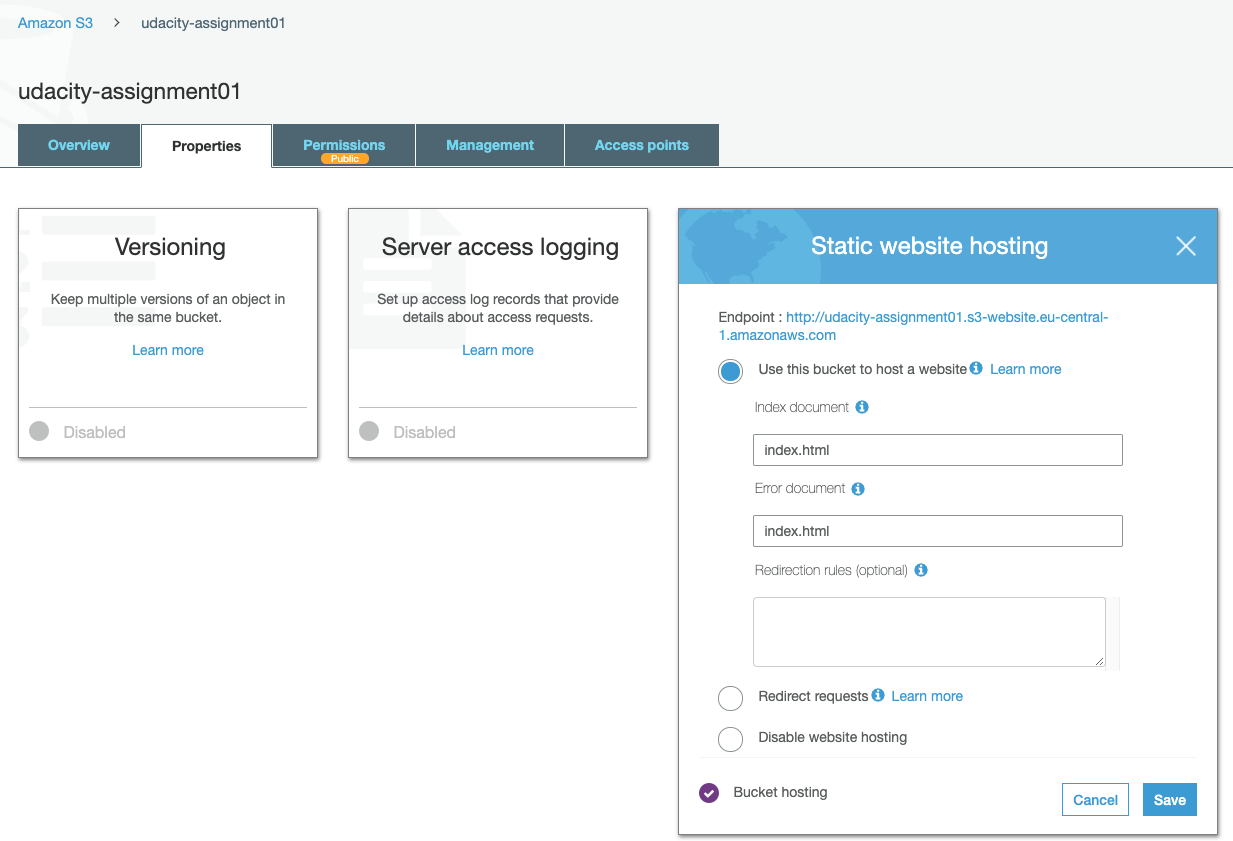 Amazon S3 > udacity-assignment01
udacity-assignment01
Overview
Properties
Permissions
Public
Management
Access points
Versioning
Keep multiple versions of an object in
the same bucket.
Learn more
Disabled
Server access logging
Set up access log records that provide
details about access requests.
Learn more
Disabled
Static website hosting
Endpoint : http://udacity-assignment01.s3-website.eu-central-
1.amazonaws.com
Use this bucket to host a website Learn more
Index document
index.html
Error document
index.html
Redirection rules (optional)
Redirect requests Learn more
Disable website hosting
Bucket hosting
Cancel
Save